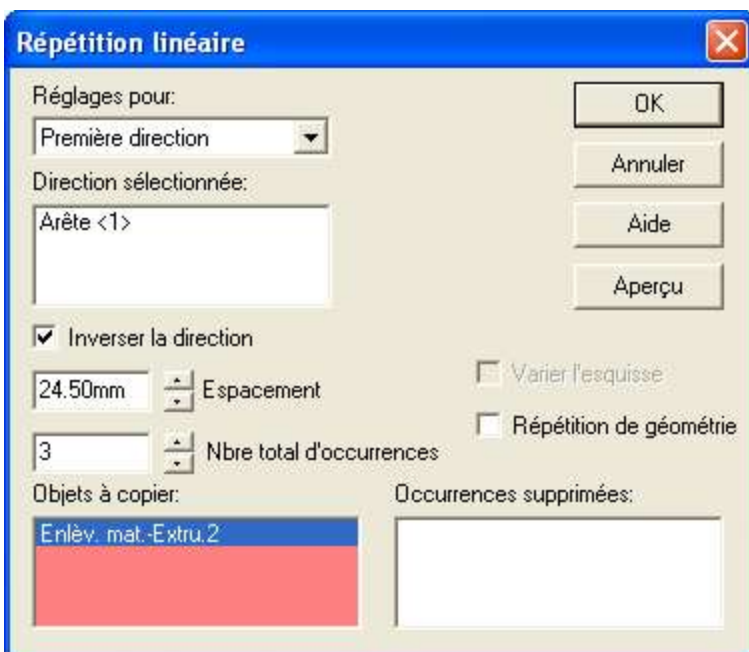 Répétition linéaire
Réglages pour:
Première direction
Direction sélectionnée:
Arête <1>
OK
Annuler
Aide
Aperçu
Inverser la direction
24.50mm Espacement
Varier l'esquisse
3 Nbre total d'occurrences
Répétition de géométrie
Objets à copier:
Enlèv. mat.-Extru.2
Occurrences supprimées: